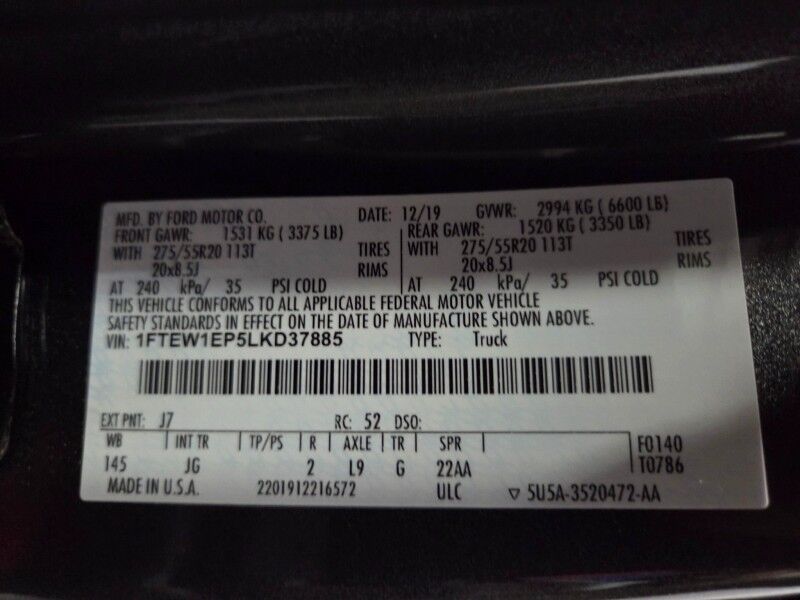 MFD. BY FORD MOTOR CO. DATE: 12/19 GVWR: 2994 KG ( 6600 LB)
FRONT GAWR: 1531 KG ( 3375 LB) REAR GAWR: 1520 KG ( 3350 LB)
WITH 275/55R20 113T TIRES WITH 275/55R20 113T TIRES
20x8.5J RIMS 20x8.5J RIMS
AT 240 kPa/ 35 PSI COLD AT 240 kPa/ 35 PSI COLD
THIS VEHICLE CONFORMS TO ALL APPLICABLE FEDERAL MOTOR VEHICLE
SAFETY STANDARDS IN EFFECT ON THE DATE OF MANUFACTURE SHOWN ABOVE.
VIN: 1FTEW1EP5LKD37885 TYPE: Truck
EXT PNT: J7 RC: 52 DSO:
WB INT TR TP/PS R AXLE TR SPR F0140
145 JG 2 L9 G 22AA T0786
MADE IN U.S.A. 2201912216572 ULC ▽ 5U5A-3520472-AA